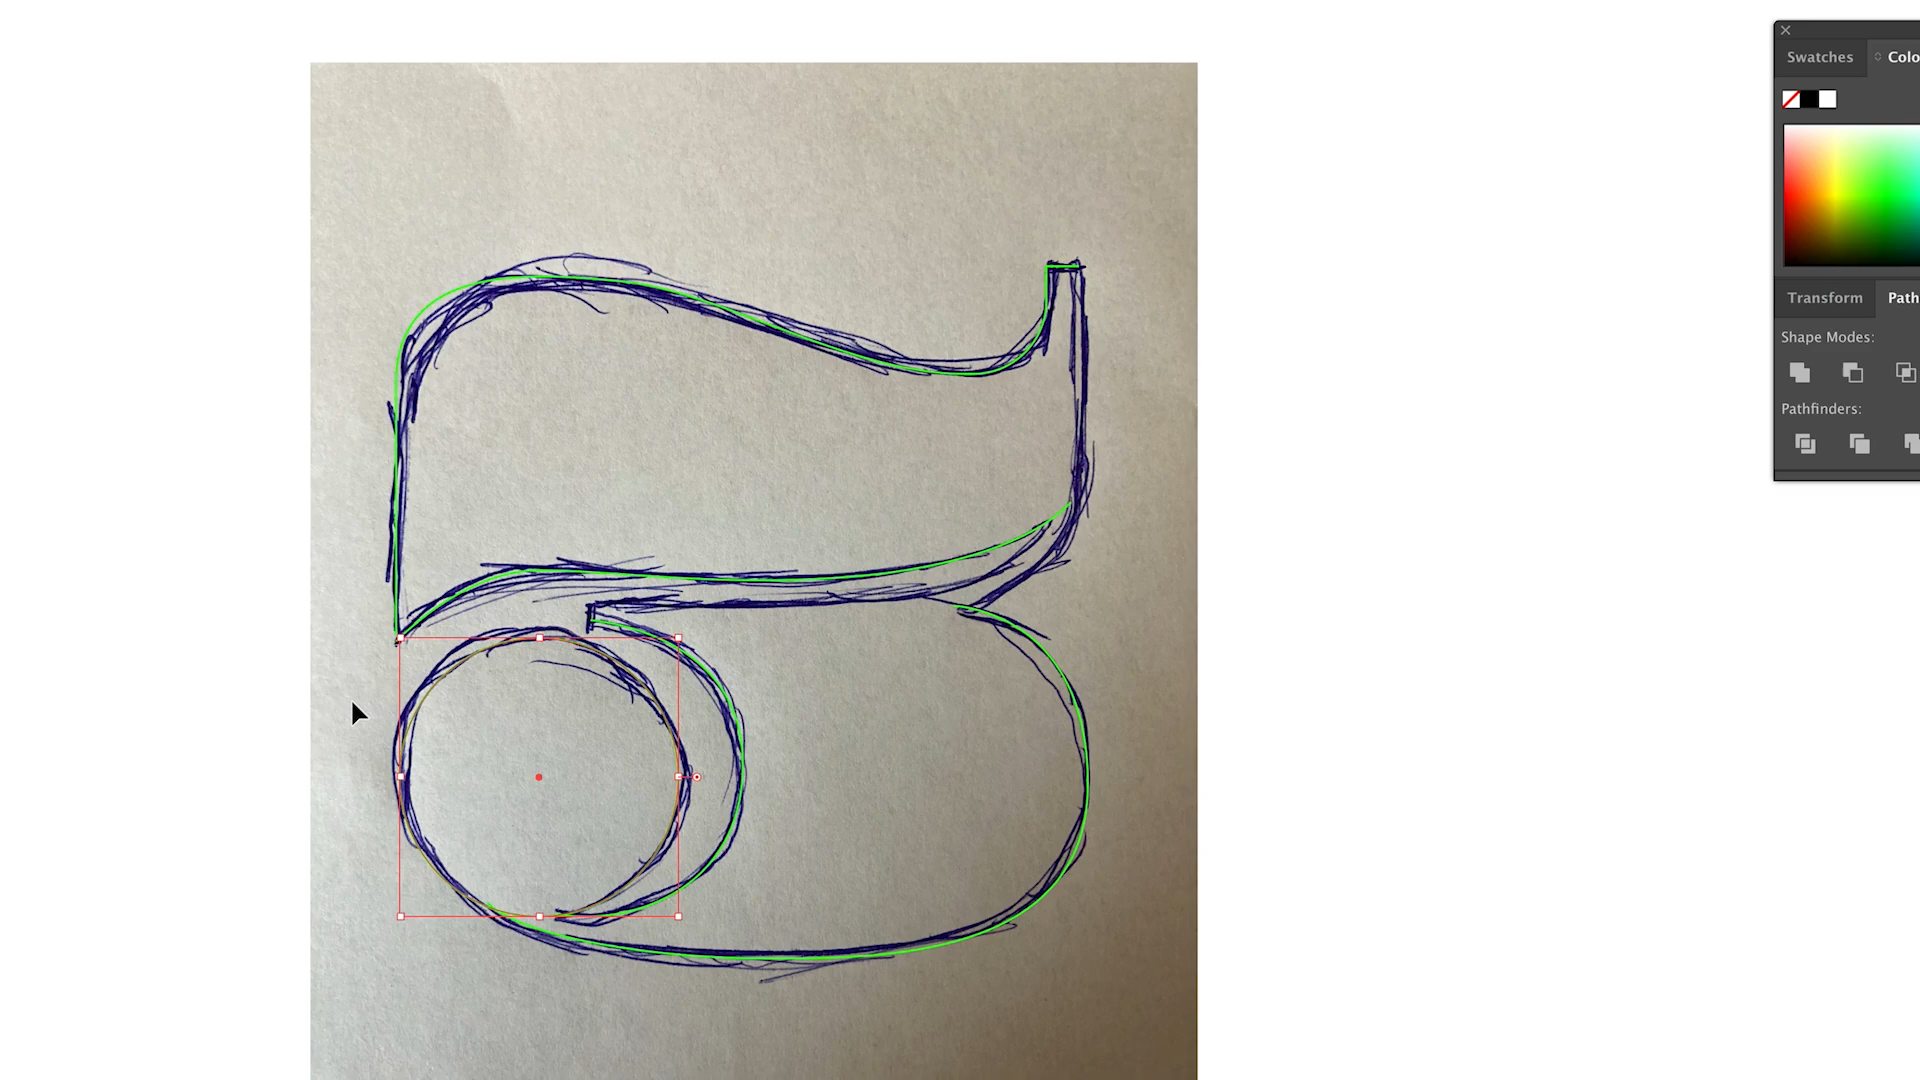 Swatches
Colo
Transform
Path
Shape Modes:
Pathfinders: